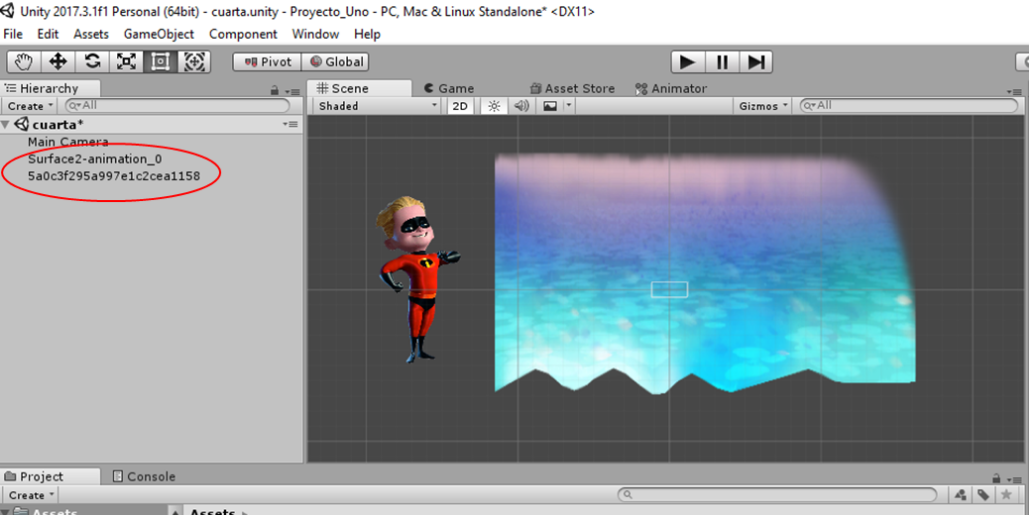 Unity 2017.3.1f1 Personal (64bit) - cuarta.unity - Proyecto_Uno - PC, Mac & Linux Standalone* <DX11>
File Edit Assets GameObject Component Window Help
Pivot Global
Hierarchy Scene Game Asset Store Animator
Create All Shaded 2D Gizmos All
cuarta*
Main Camera
Surface2-animation_0
5a0c3f295a997e1c2cea1158
Project Console
Create
Assets Assets